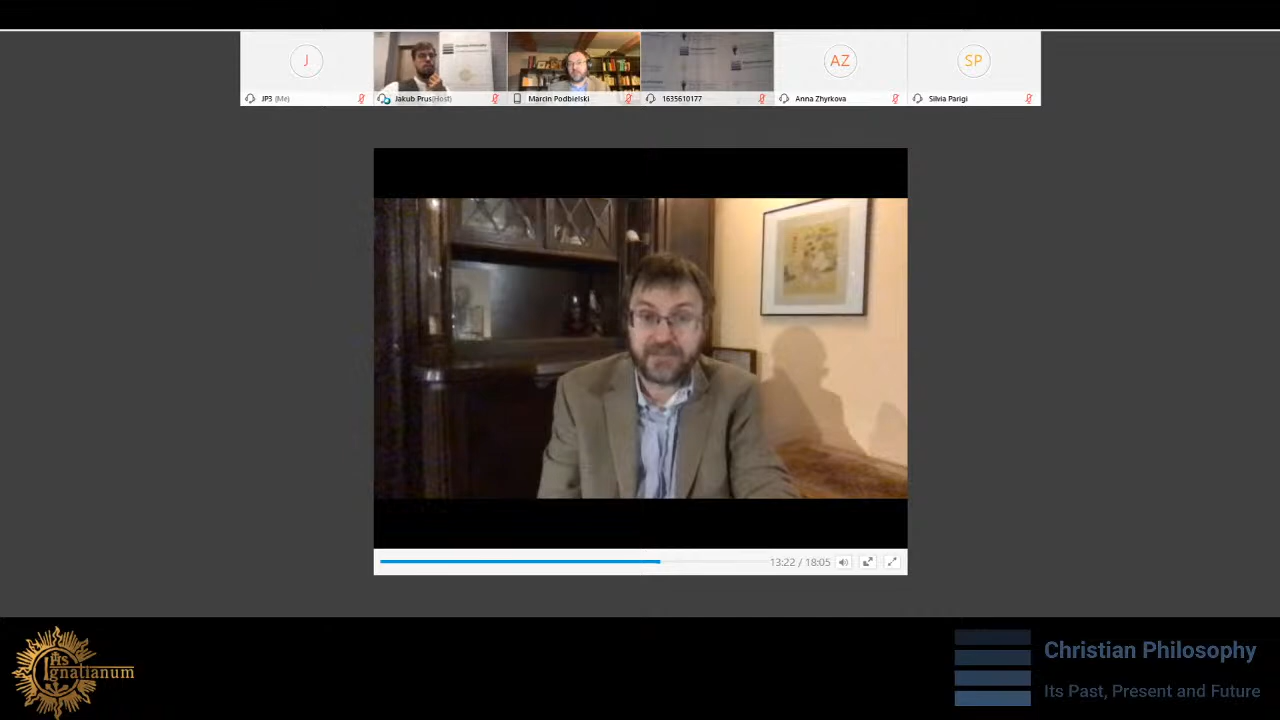 J
AZ
SP
JP3 (Me)
Jakub Prus(Host)
Marcin Podbielski
1635610177
Anna Zhyrkova
Silvia Parigi
13:22 / 18:05
IHS
Ignatianum
Christian Philosophy
Its Past, Present and Future